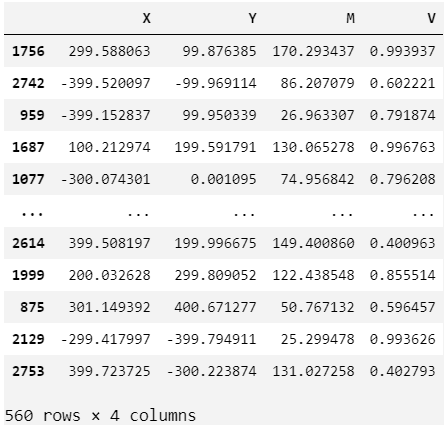 X Y M V
1756 299.588063 99.876385 170.293437 0.993937
2742 -399.520097 -99.969114 86.207079 0.602221
959 -399.152837 99.950339 26.963307 0.791874
1687 100.212974 199.591791 130.065278 0.996763
1077 -300.074301 0.001095 74.956842 0.796208
... ... ... ... ...
2614 399.508197 199.996675 149.400860 0.400963
1999 200.032628 299.809052 122.438548 0.855514
875 301.149392 400.671277 50.767132 0.596457
2129 -299.417997 -399.794911 25.299478 0.993626
2753 399.723725 -300.223874 131.027258 0.402793
560 rows × 4 columns